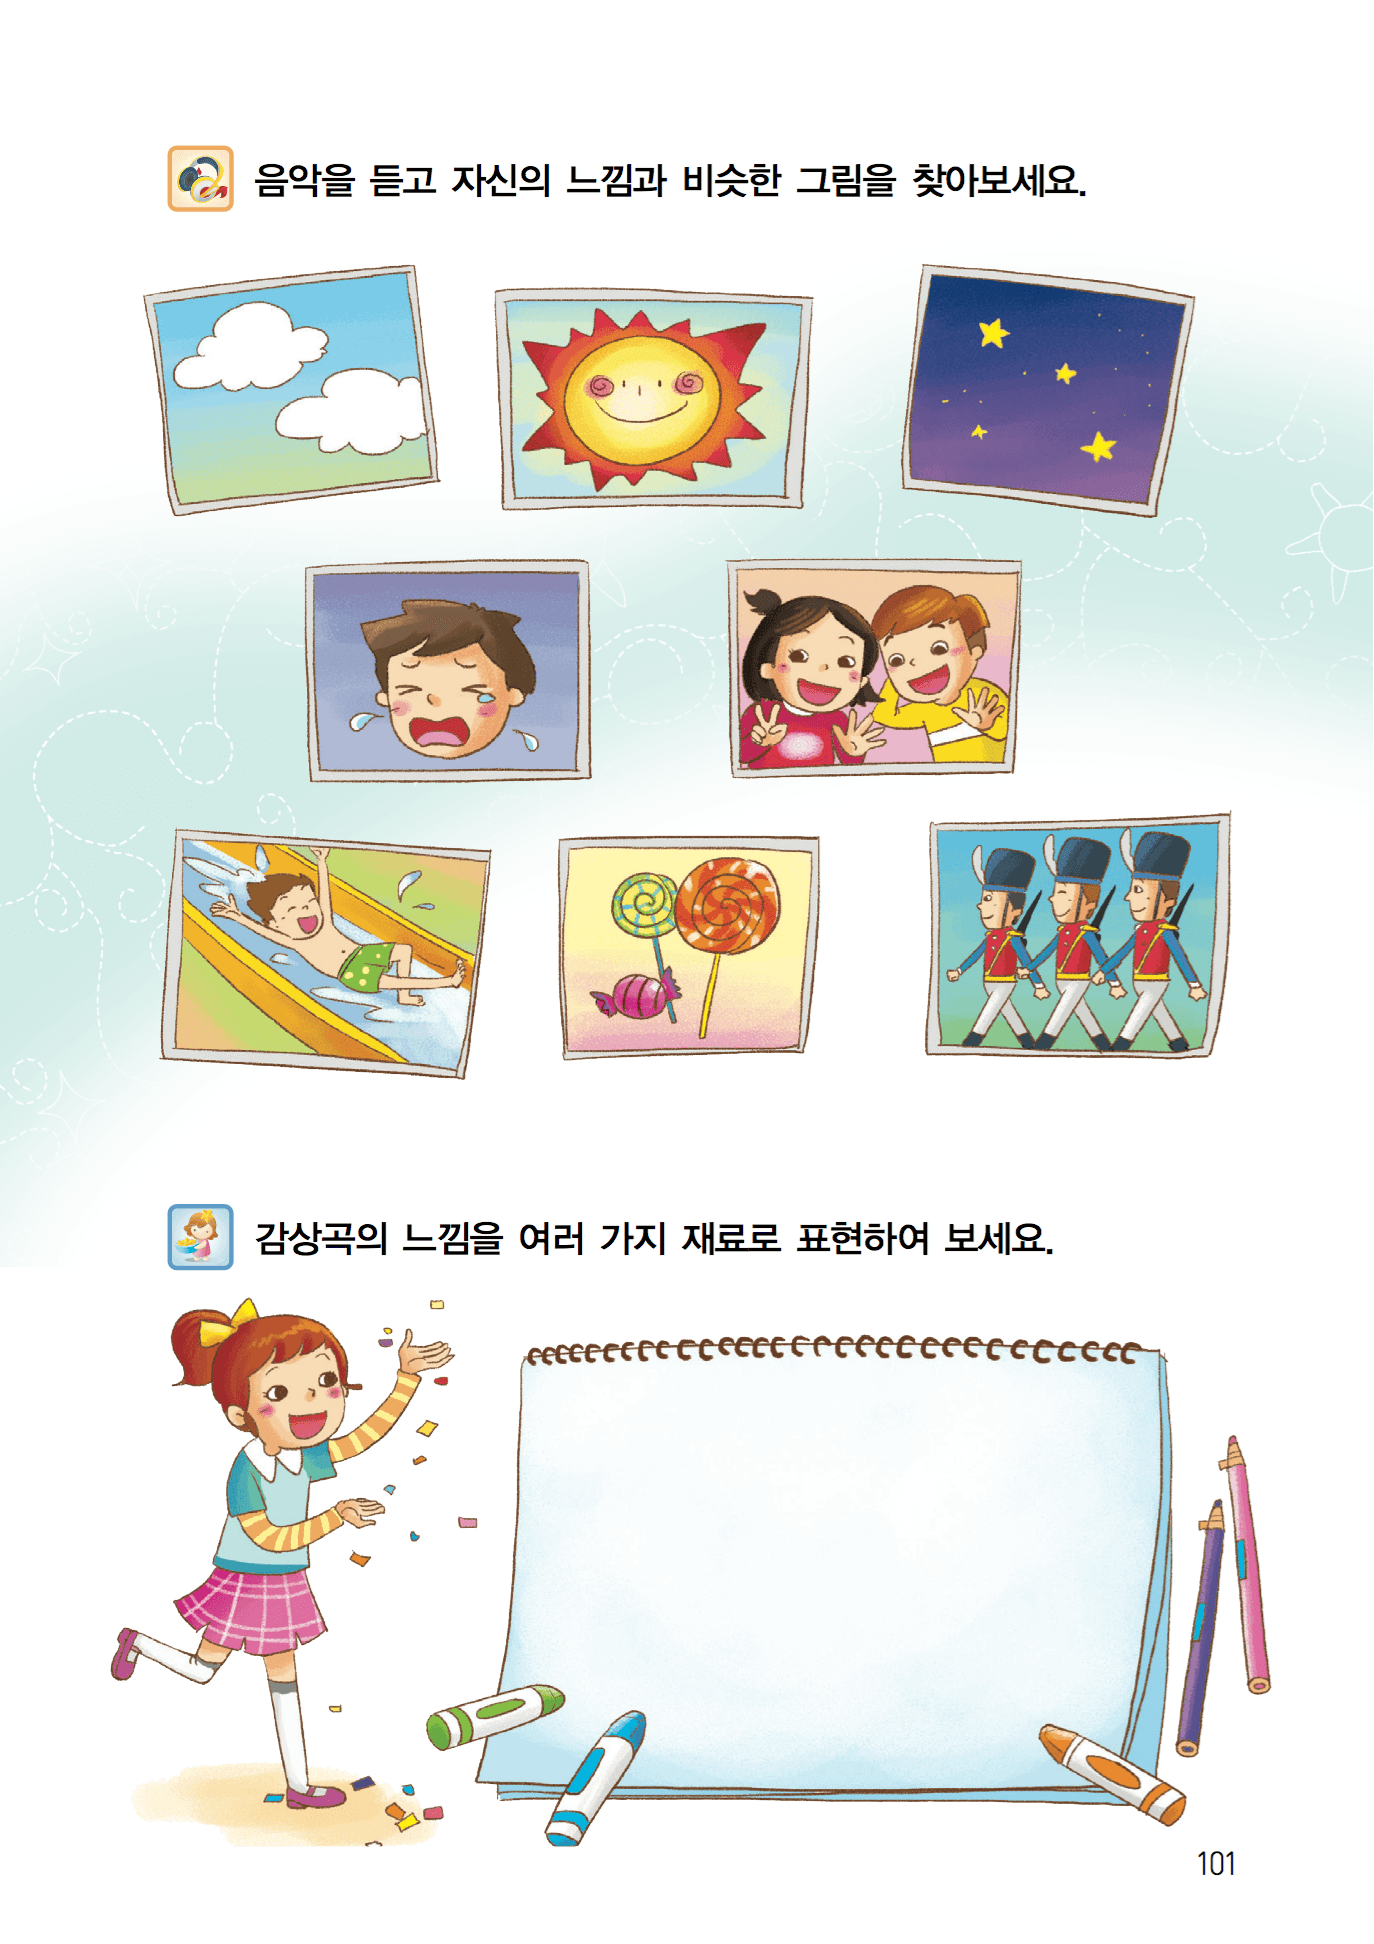 음악을 듣고 자신의 느낌과 비슷한 그림을 찾아보세요.
감상곡의 느낌을 여러 가지 재료로 표현하여 보세요.
101